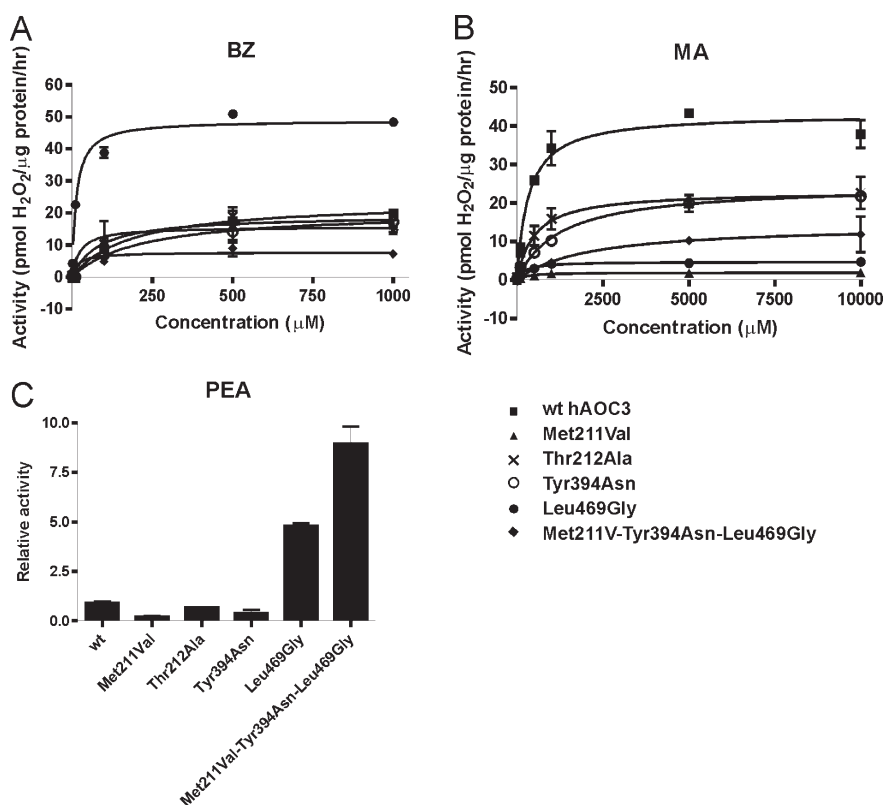 A
BZ
Activity (pmol H₂O₂/μg protein/hr)
60
50
40
30
20
10
0
-10
250
500
750
1000
Concentration (μM)
B
MA
Activity (pmol H₂O₂/μg protein/hr)
50
40
30
20
10
0
-10
2500
5000
7500
10000
Concentration (μM)
C
PEA
Relative activity
10.0
7.5
5.0
2.5
0.0
wt
Met211Val
Thr212Ala
Tyr394Asn
Leu469Gly
Met211Val-Tyr394Asn-Leu469Gly
wt hAOC3
Met211Val
Thr212Ala
Tyr394Asn
Leu469Gly
Met211V-Tyr394Asn-Leu469Gly